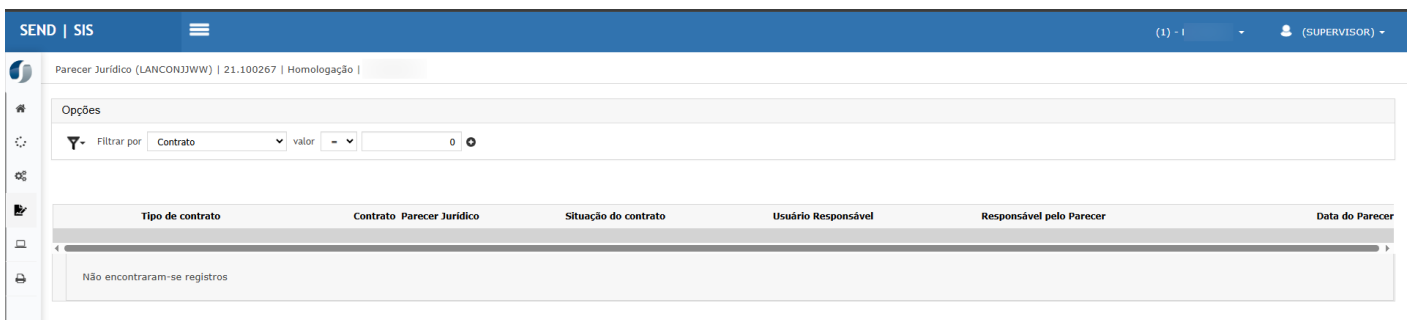 SEND | SIS
(1) -
(SUPERVISOR)
Parecer Jurídico (LANCONJJWW) | 21.100267 | Homologação |
Opções
Filtrar por Contrato valor = 0
Tipo de contrato Contrato Parecer Jurídico Situação do contrato Usuário Responsável Responsável pelo Parecer Data do Parecer
Não encontraram-se registros